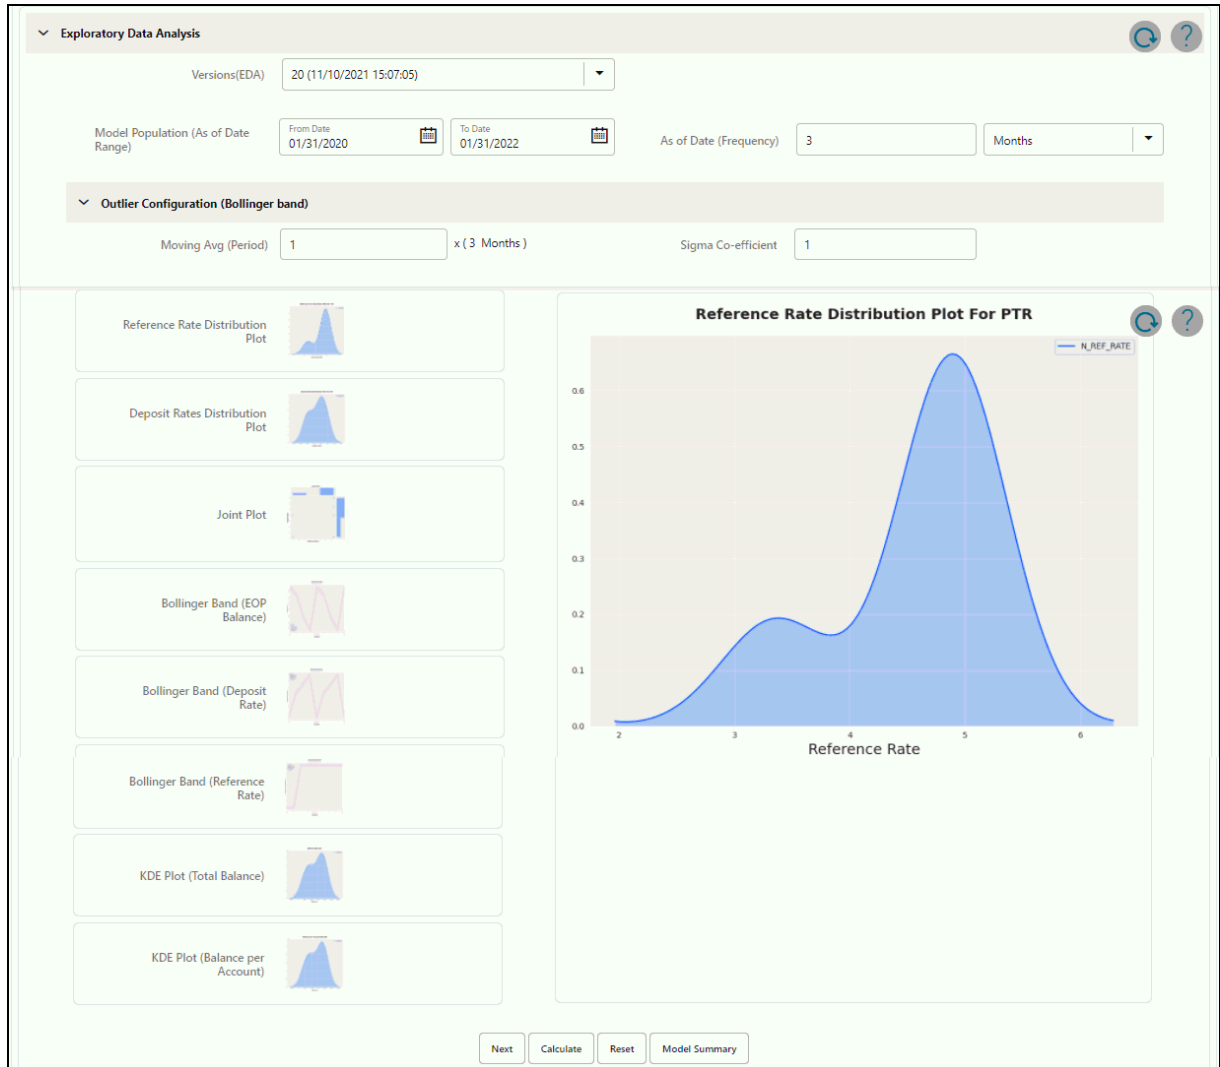 Exploratory Data Analysis
?
Versions(EDA)
20 (11/10/2021 15:07:05)
Model Population (As of Date
Range)
From Date
01/31/2020
To Date
01/31/2022
As of Date (Frequency)
3
Months
Outlier Configuration (Bollinger band)
Moving Avg (Period)
1
x ( 3 Months )
Sigma Co-efficient
1
Reference Rate Distribution
Plot
Deposit Rates Distribution
Plot
Joint Plot
Bollinger Band (EOP
Balance)
Bollinger Band (Deposit
Rate)
Bollinger Band (Reference
Rate)
KDE Plot (Total Balance)
KDE Plot (Balance per
Account)
Reference Rate Distribution Plot For PTR
?
N_REF_RATE
0.6
0.5
0.4
0.3
0.2
0.1
0.0
2 3 4 5 6
Reference Rate
Next Calculate Reset Model Summary